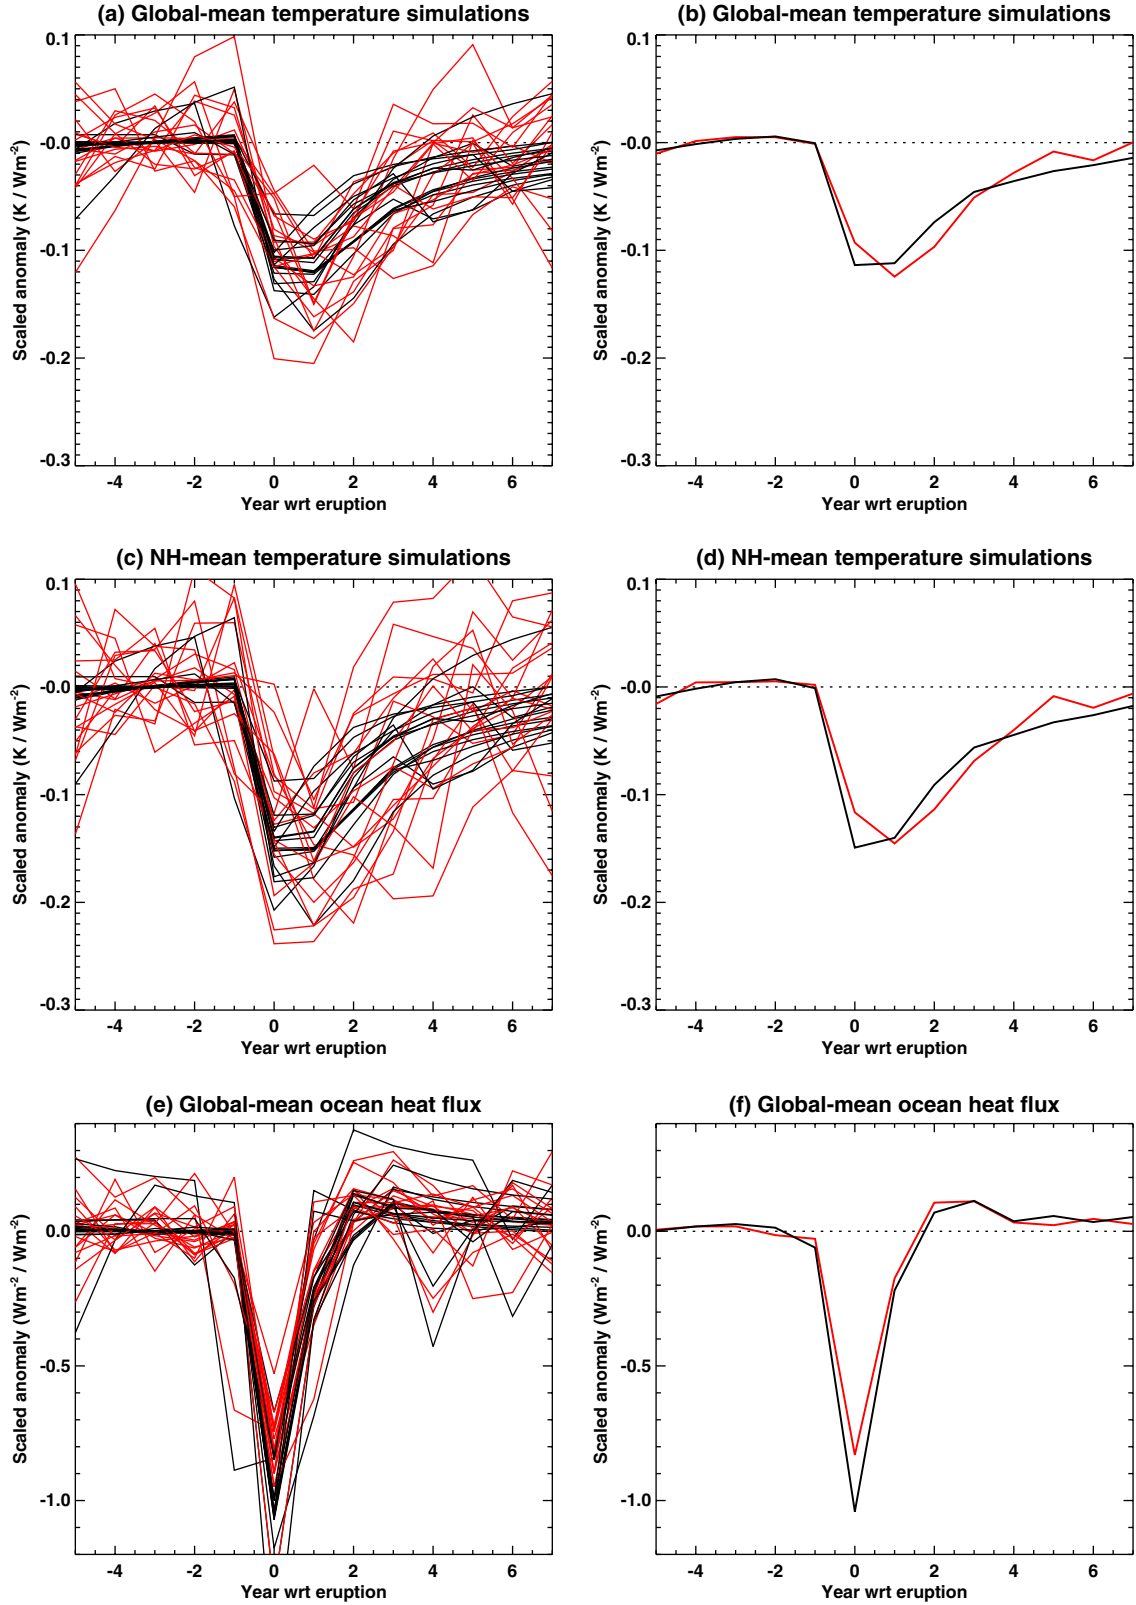 (a) Global-mean temperature simulations
Scaled anomaly (K / Wm-2)
0.1
-0.0
-0.1
-0.2
-0.3
-4 -2 0 2 4 6
Year wrt eruption
(b) Global-mean temperature simulations
Scaled anomaly (K / Wm-2)
0.1
-0.0
-0.1
-0.2
-0.3
-4 -2 0 2 4 6
Year wrt eruption
(c) NH-mean temperature simulations
Scaled anomaly (K / Wm-2)
0.1
-0.0
-0.1
-0.2
-0.3
-4 -2 0 2 4 6
Year wrt eruption
(d) NH-mean temperature simulations
Scaled anomaly (K / Wm-2)
0.1
-0.0
-0.1
-0.2
-0.3
-4 -2 0 2 4 6
Year wrt eruption
(e) Global-mean ocean heat flux
Scaled anomaly (Wm-2 / Wm-2)
0.0
-0.5
-1.0
-4 -2 0 2 4 6
Year wrt eruption
(f) Global-mean ocean heat flux
Scaled anomaly (Wm-2 / Wm-2)
0.0
-0.5
-1.0
-4 -2 0 2 4 6
Year wrt eruption